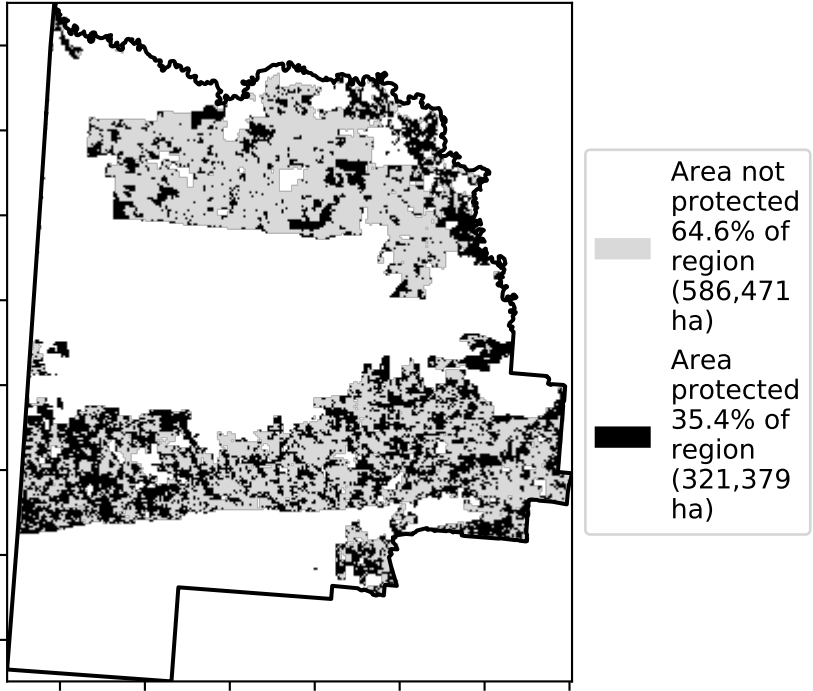 Area not
protected
64.6% of
region
(586,471
ha)
Area
protected
35.4% of
region
(321,379
ha)